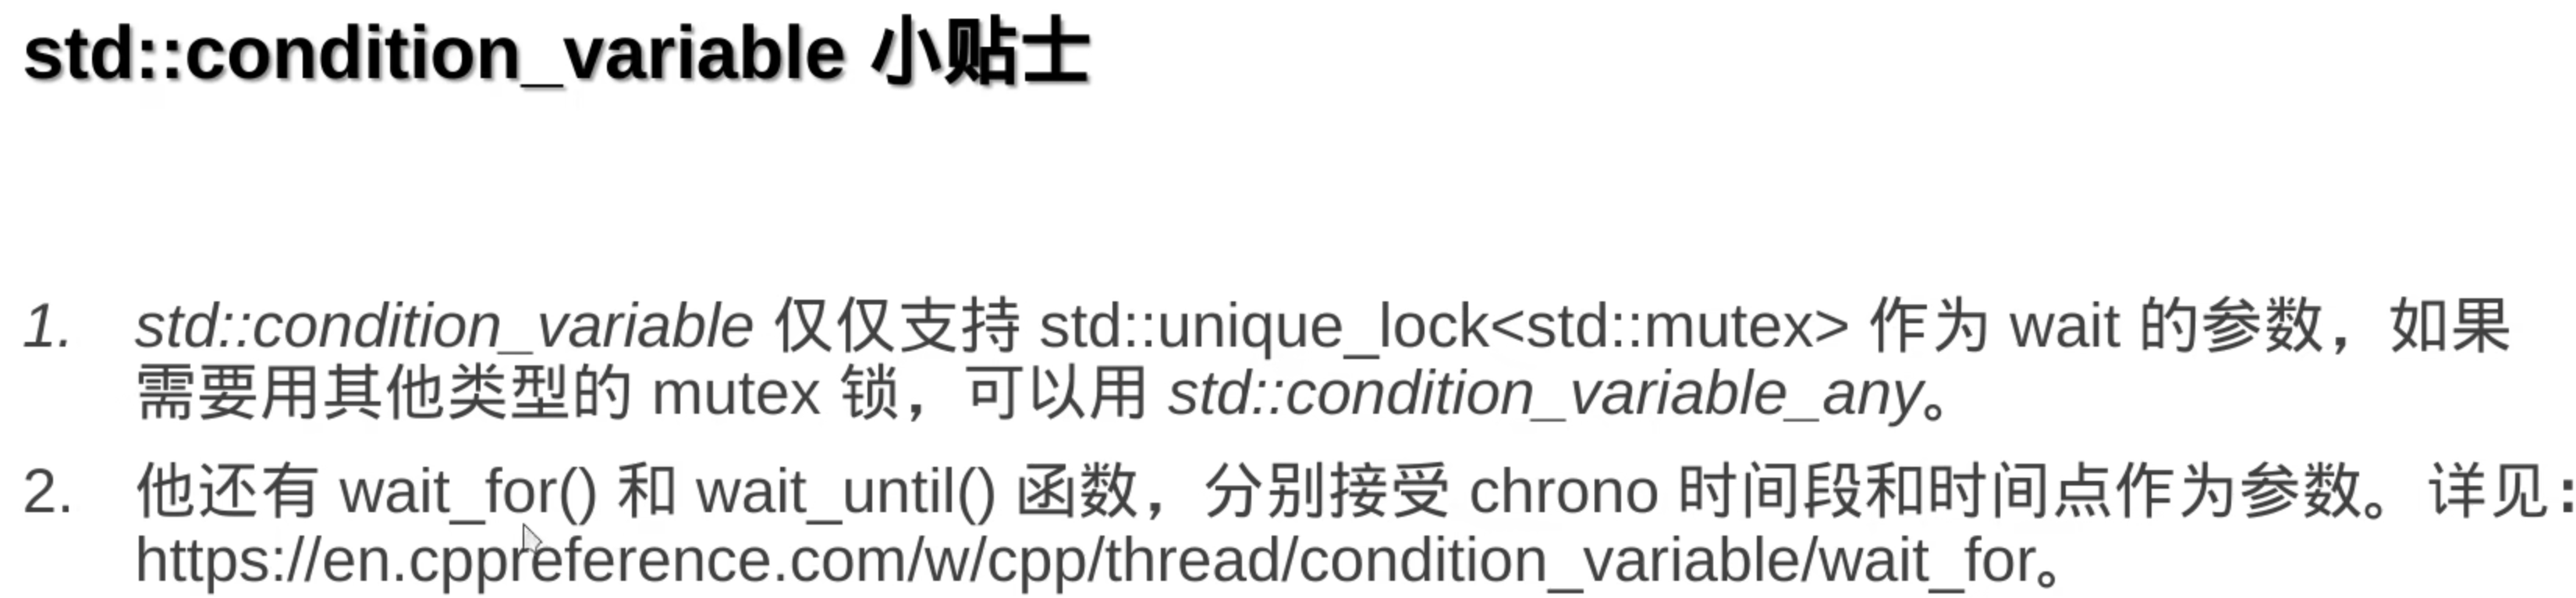 std::condition_variable 小贴士
1. std::condition_variable 仅仅支持 std::unique_lock<std::mutex> 作为 wait 的参数，如果
需要用其他类型的 mutex 锁，可以用 std::condition_variable_any。
2. 他还有 wait_for() 和 wait_until() 函数，分别接受 chrono 时间段和时间点作为参数。详见：
https://en.cppreference.com/w/cpp/thread/condition_variable/wait_for。